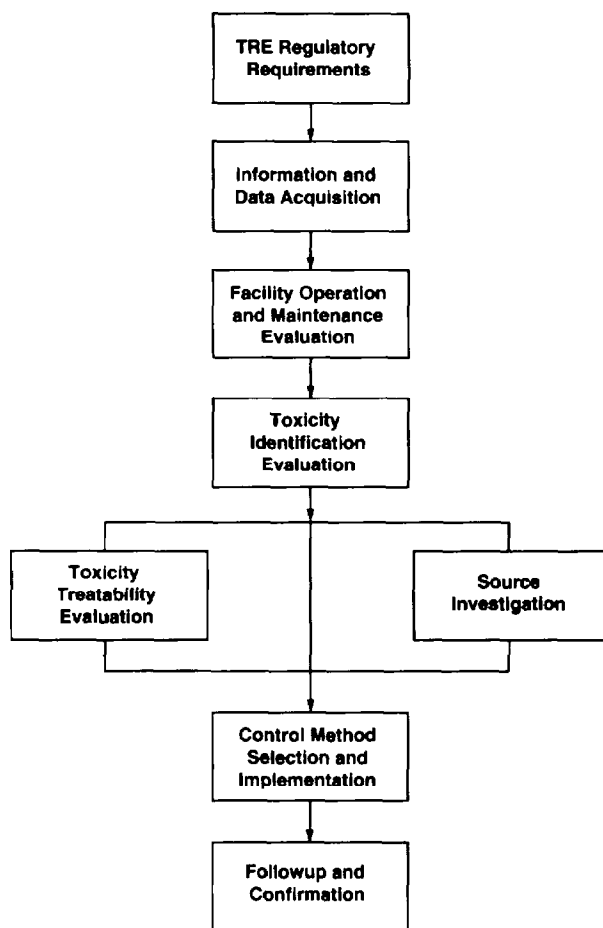 TRE Regulatory
Requirements
Information and
Data Acquisition
Facility Operation
and Maintenance
Evaluation
Toxicity
Identification
Evaluation
Toxicity
Treatability
Evaluation
Source
Investigation
Control Method
Selection and
Implementation
Followup and
Confirmation